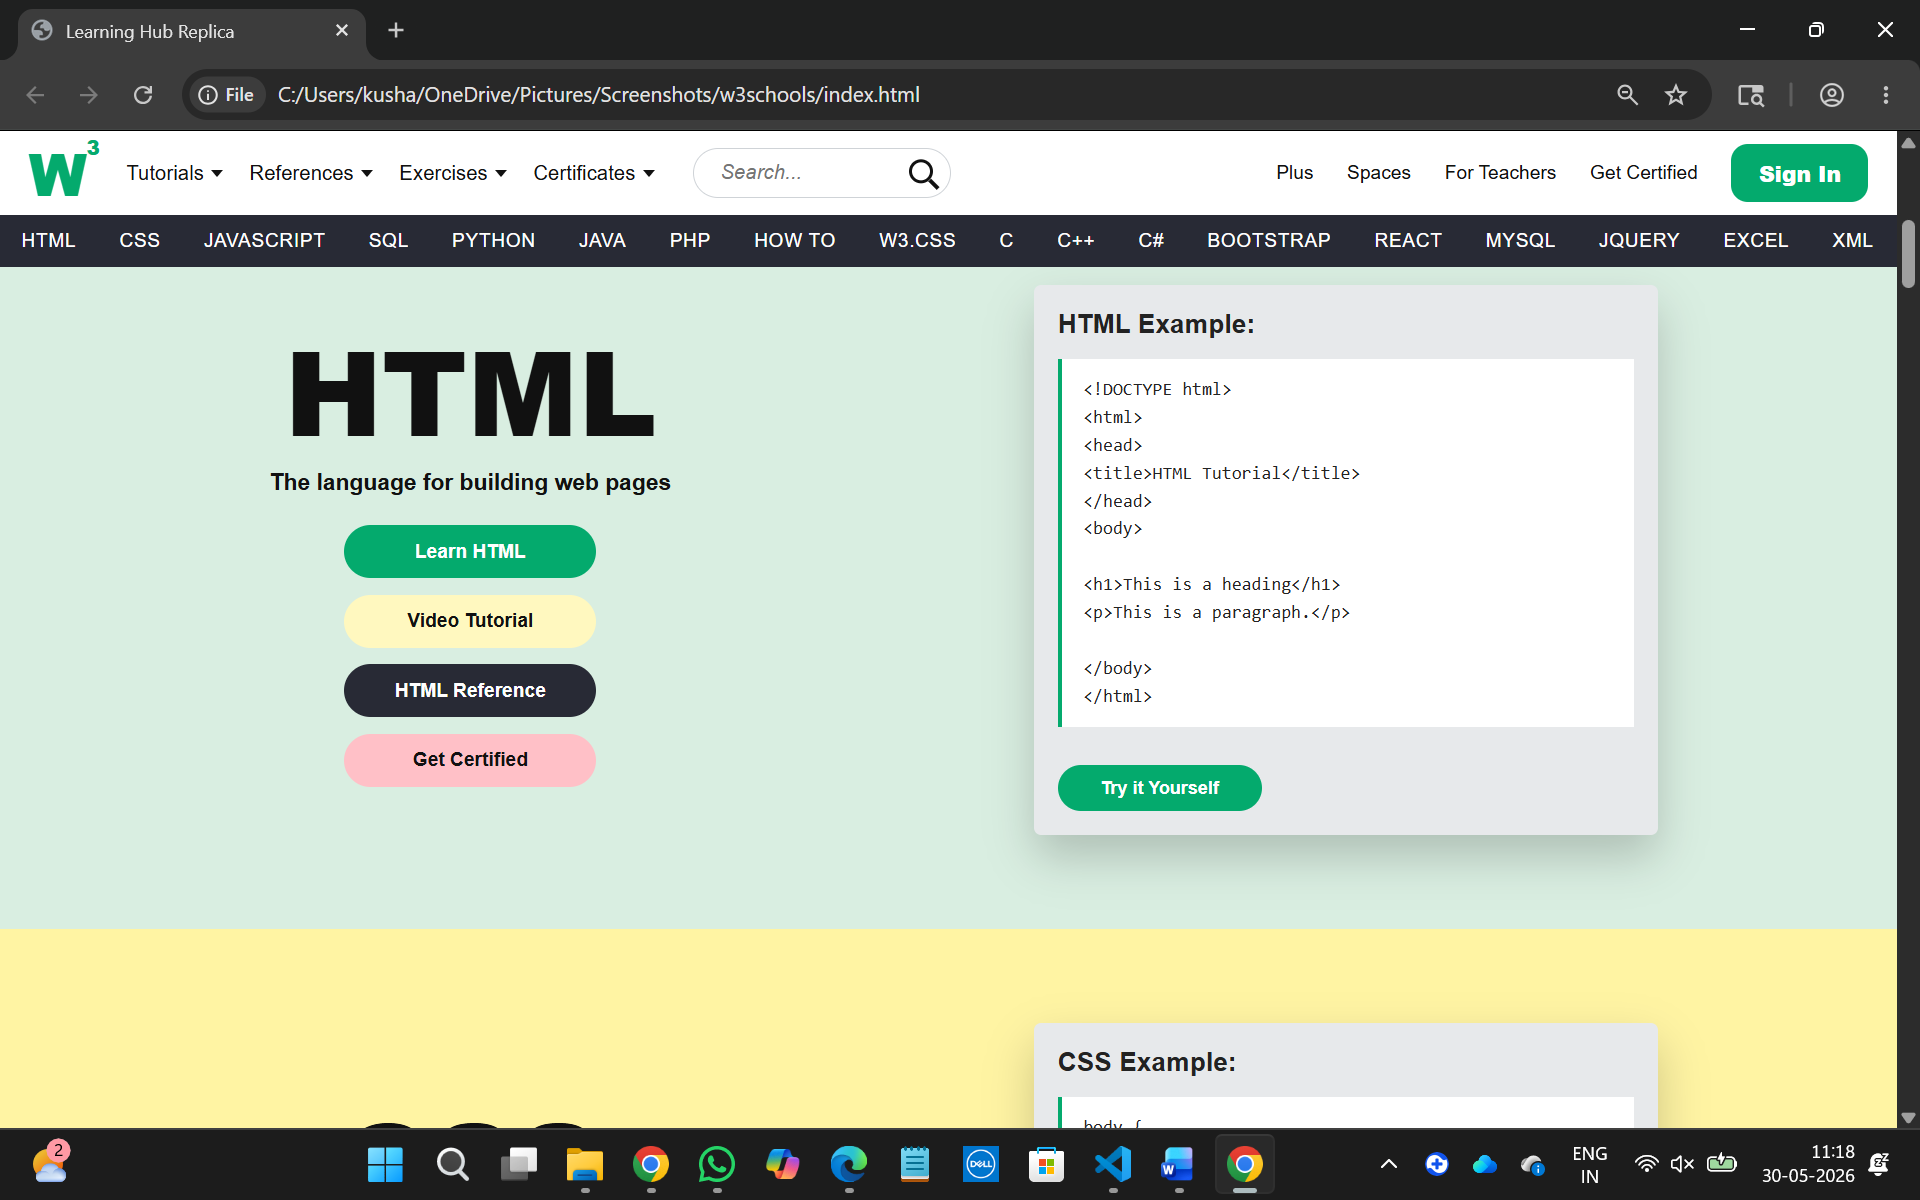 Learning Hub Replica
File C:/Users/kusha/OneDrive/Pictures/Screenshots/w3schools/index.html
W3 Tutorials References Exercises Certificates Search... Plus Spaces For Teachers Get Certified Sign In
HTML CSS JAVASCRIPT SQL PYTHON JAVA PHP HOW TO W3.CSS C C++ C# BOOTSTRAP REACT MYSQL JQUERY EXCEL XML
HTML
The language for building web pages
Learn HTML
Video Tutorial
HTML Reference
Get Certified
HTML Example:
<!DOCTYPE html>
<html>
<head>
<title>HTML Tutorial</title>
</head>
<body>
<h1>This is a heading</h1>
<p>This is a paragraph.</p>
</body>
</html>
Try it Yourself
CSS Example:
body {
2
DELL
W
ENG
IN
11:18
30-05-2026